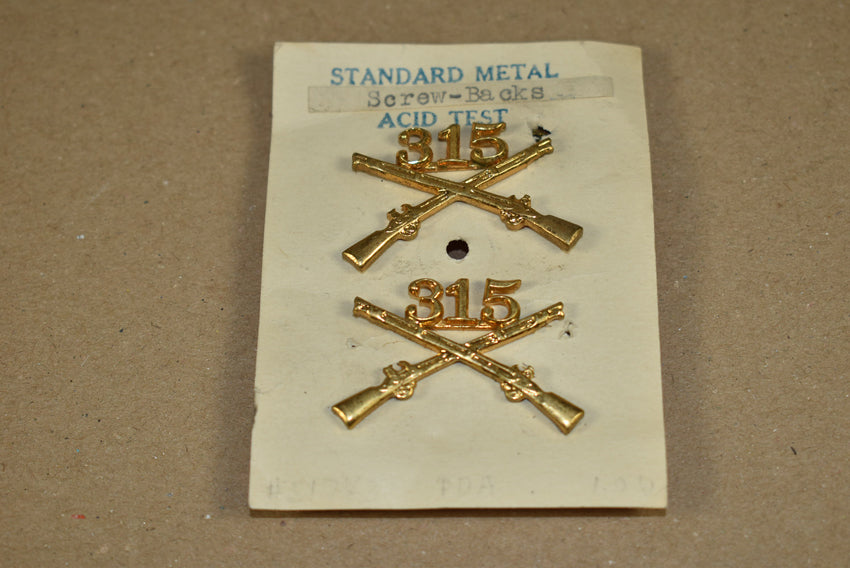 STANDARD METAL
Screw-Backs
ACID TEST
315
315